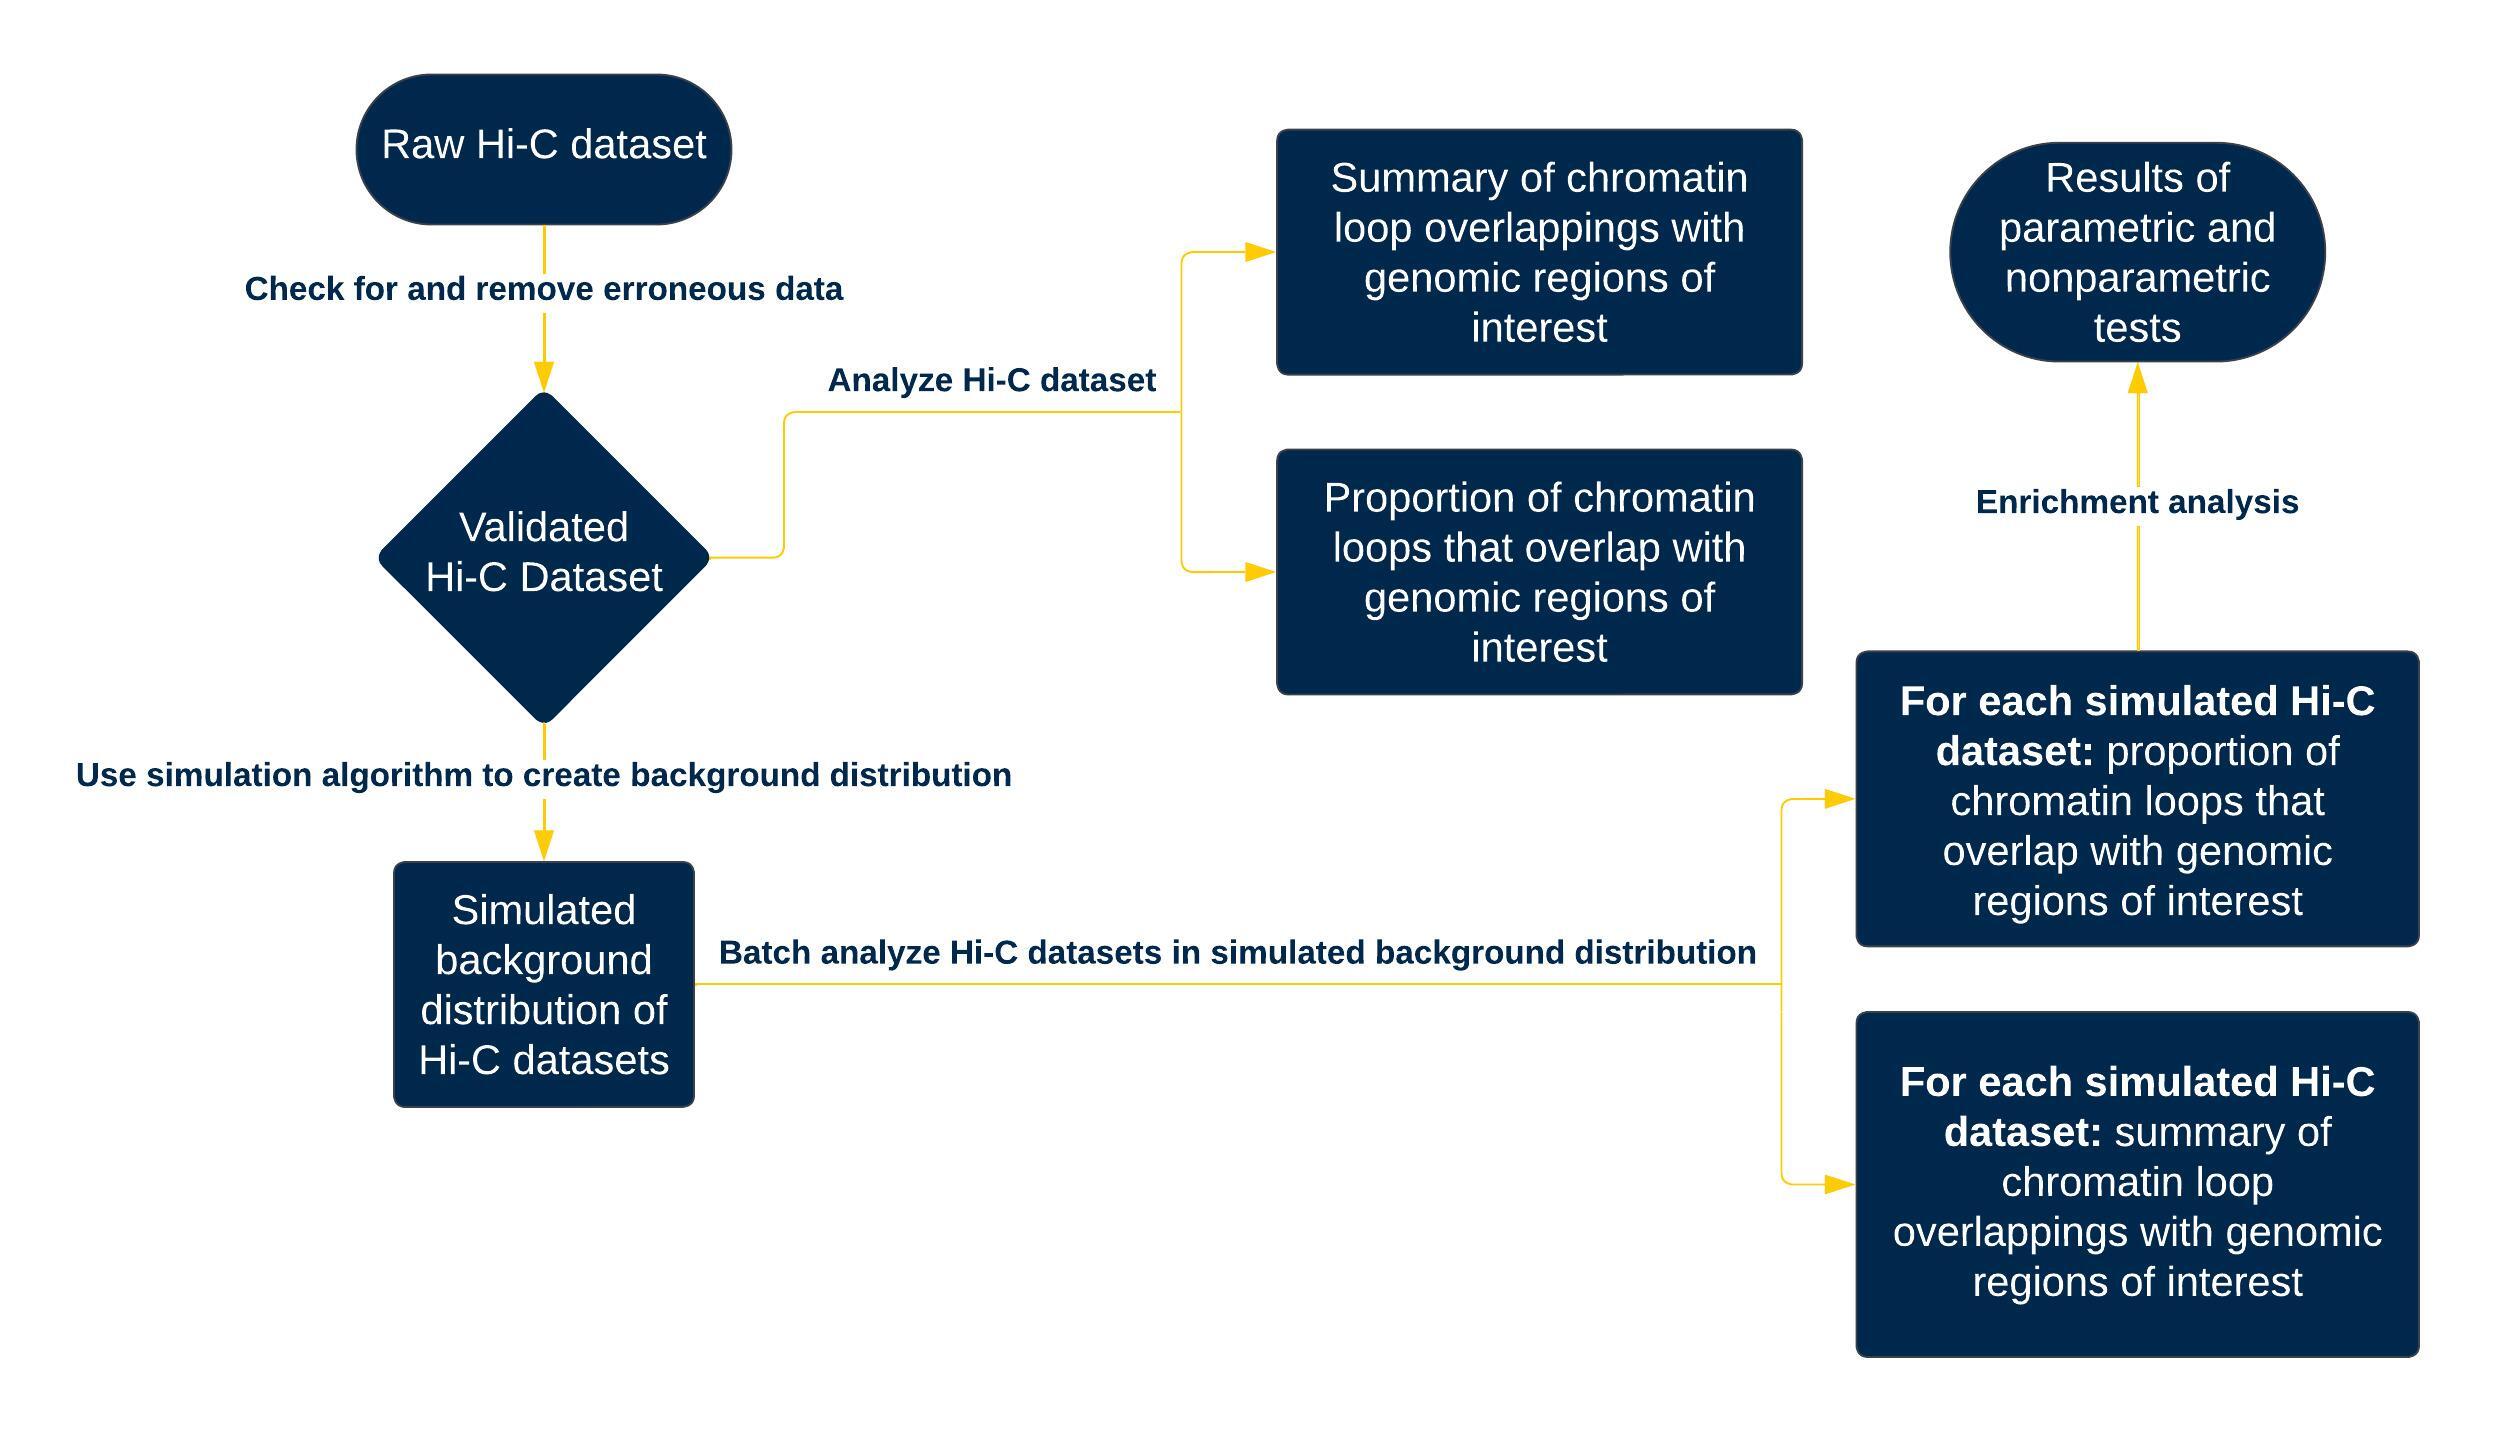 Raw Hi-C dataset
Check for and remove erroneous data
Validated
Hi-C Dataset
Analyze Hi-C dataset
Summary of chromatin
loop overlappings with
genomic regions of
interest
Proportion of chromatin
loops that overlap with
genomic regions of
interest
Use simulation algorithm to create background distribution
Simulated
background
distribution of
Hi-C datasets
Batch analyze Hi-C datasets in simulated background distribution
For each simulated Hi-C
dataset: proportion of
chromatin loops that
overlap with genomic
regions of interest
For each simulated Hi-C
dataset: summary of
chromatin loop
overlappings with genomic
regions of interest
Enrichment analysis
Results of
parametric and
nonparametric
tests